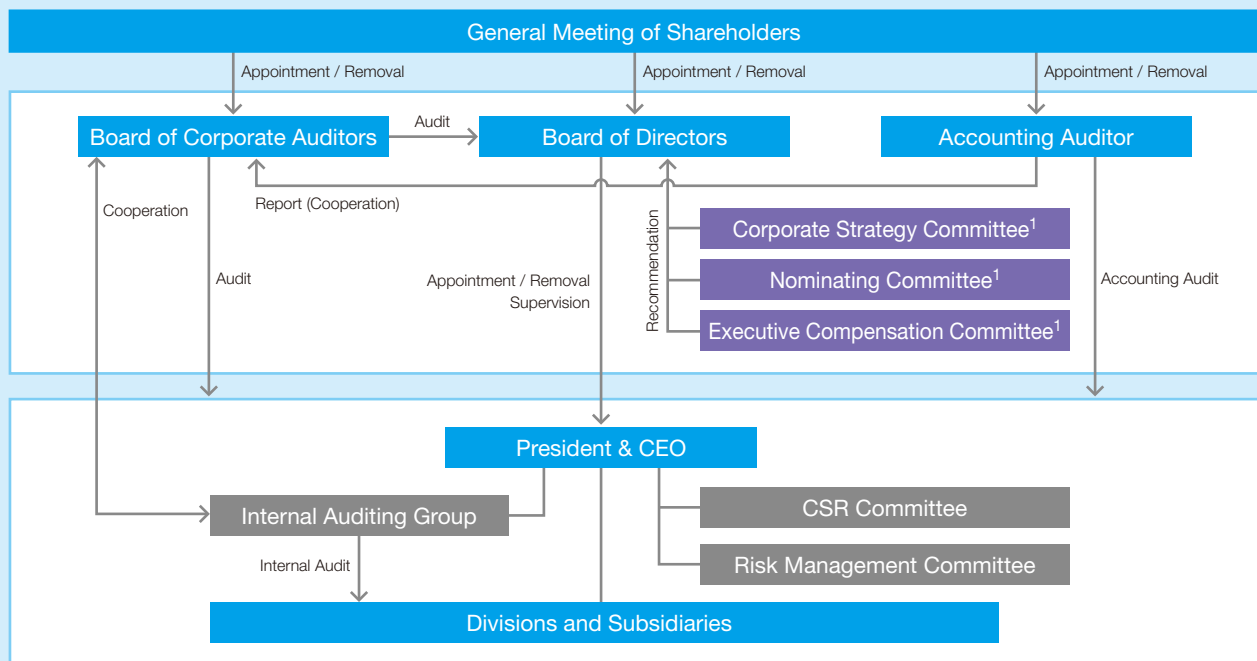 General Meeting of Shareholders
Appointment / Removal
Appointment / Removal
Appointment / Removal
Board of Corporate Auditors
Audit
Board of Directors
Accounting Auditor
Cooperation
Report (Cooperation)
Audit
Appointment / Removal
Supervision
Recommendation
Corporate Strategy Committee¹
Nominating Committee¹
Executive Compensation Committee¹
Accounting Audit
President & CEO
Internal Auditing Group
CSR Committee
Internal Audit
Risk Management Committee
Divisions and Subsidiaries